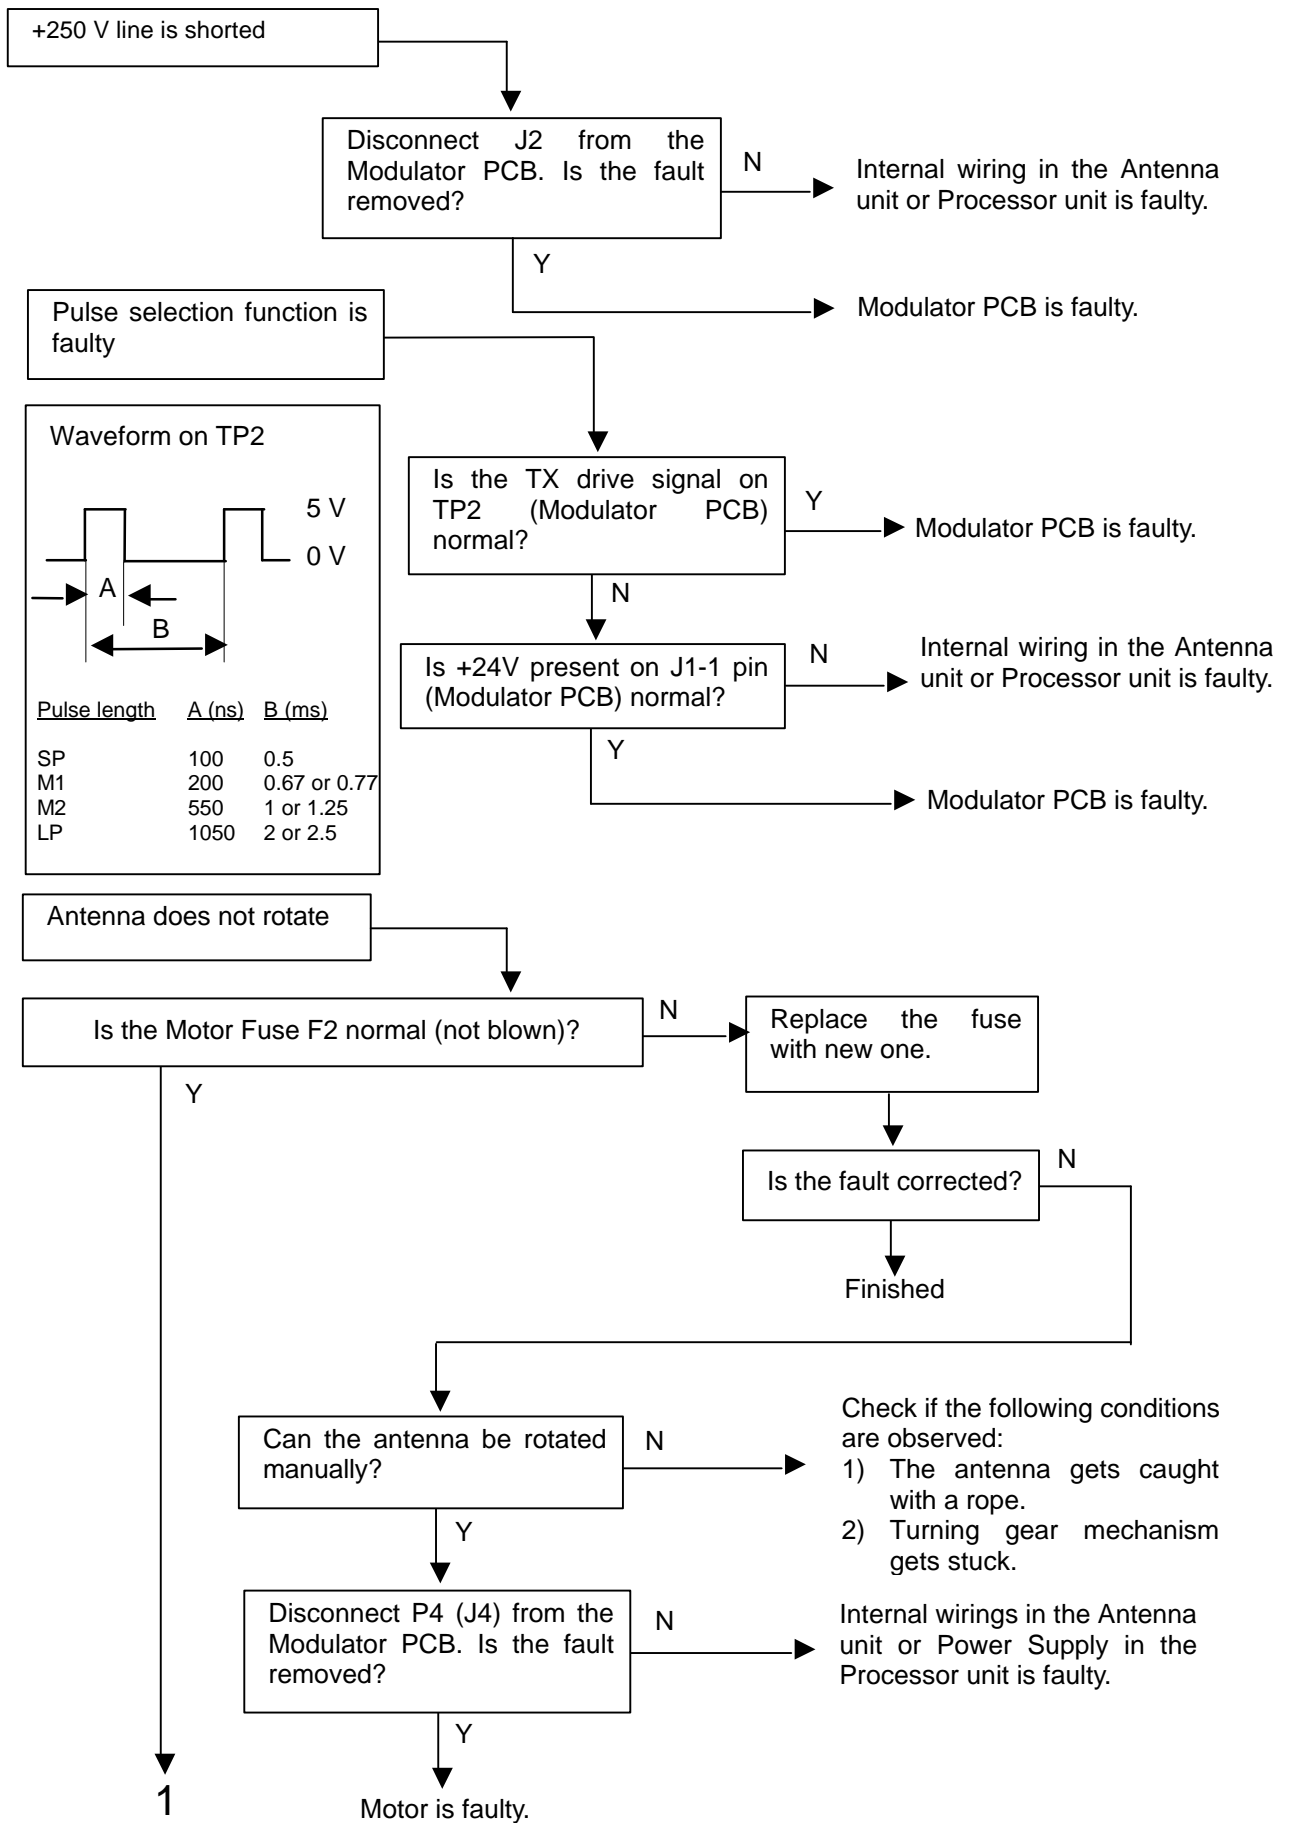 +250 V line is shorted
Disconnect J2 from the
Modulator PCB. Is the fault
removed?
N
Internal wiring in the Antenna
unit or Processor unit is faulty.
Y
Modulator PCB is faulty.
Pulse selection function is
faulty
Waveform on TP2
5 V
0 V
A
B
Pulse length A (ns) B (ms)
SP 100 0.5
M1 200 0.67 or 0.77
M2 550 1 or 1.25
LP 1050 2 or 2.5
Is the TX drive signal on
TP2 (Modulator PCB)
normal?
Y
Modulator PCB is faulty.
N
Is +24V present on J1-1 pin
(Modulator PCB) normal?
N
Internal wiring in the Antenna
unit or Processor unit is faulty.
Y
Modulator PCB is faulty.
Antenna does not rotate
Is the Motor Fuse F2 normal (not blown)?
N
Replace the fuse
with new one.
Y
Is the fault corrected?
N
Finished
Can the antenna be rotated
manually?
N
Check if the following conditions
are observed:
1) The antenna gets caught
with a rope.
2) Turning gear mechanism
gets stuck.
Y
Disconnect P4 (J4) from the
Modulator PCB. Is the fault
removed?
N
Internal wirings in the Antenna
unit or Power Supply in the
Processor unit is faulty.
Y
1
Motor is faulty.